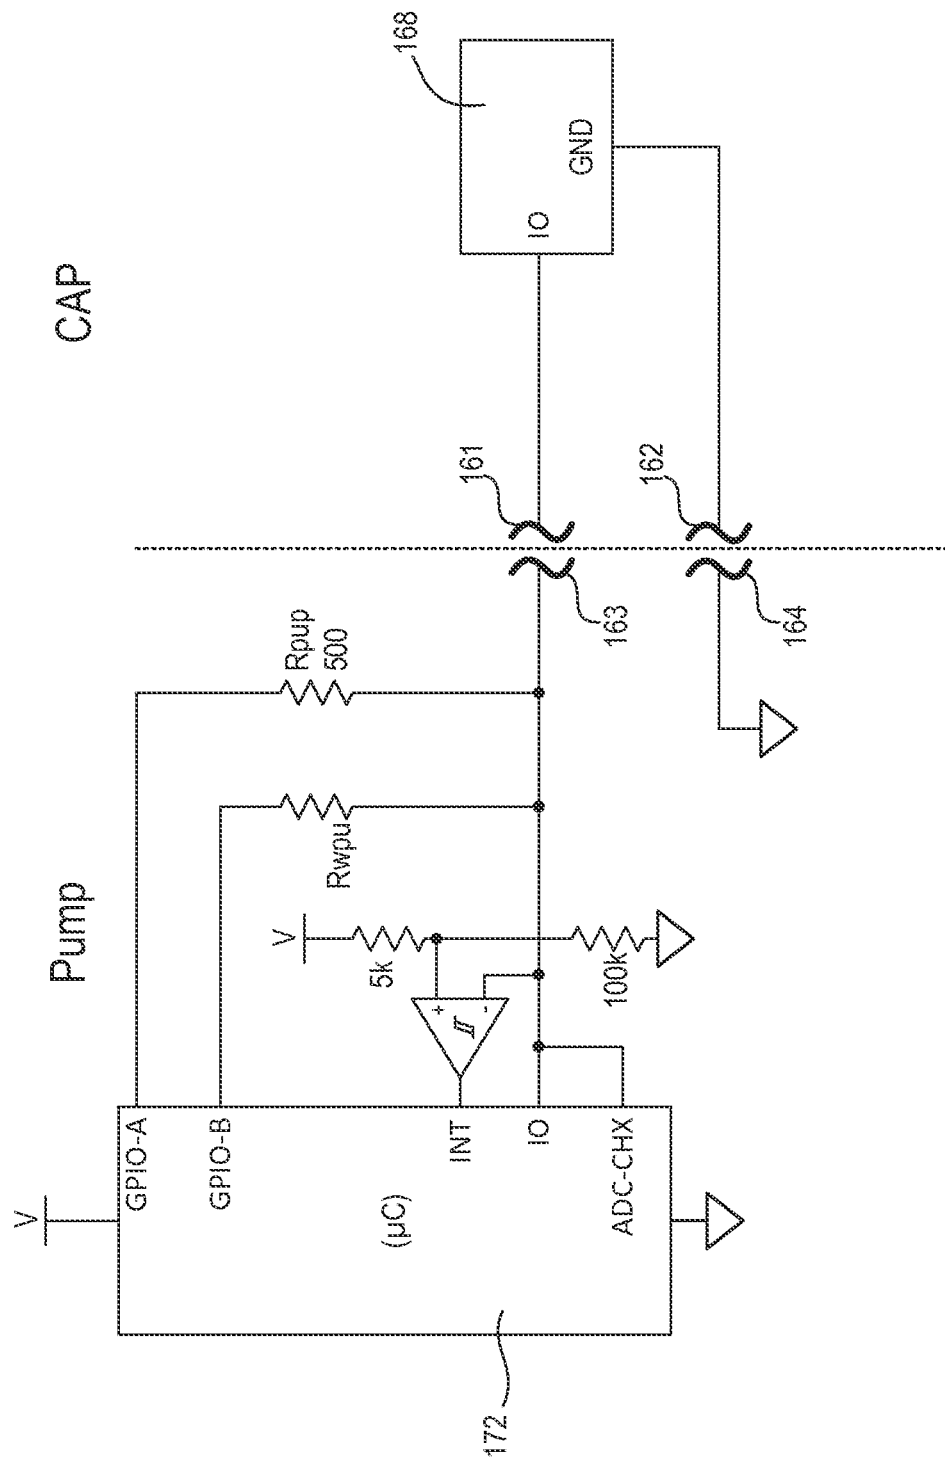 Pump
CAP
V
172
(µC)
GPIO-A
GPIO-B
INT
IO
ADC-CHX
V
5k
100k
+
-
Rwpu
Rpup
500
163
164
161
162
IO
GND
168